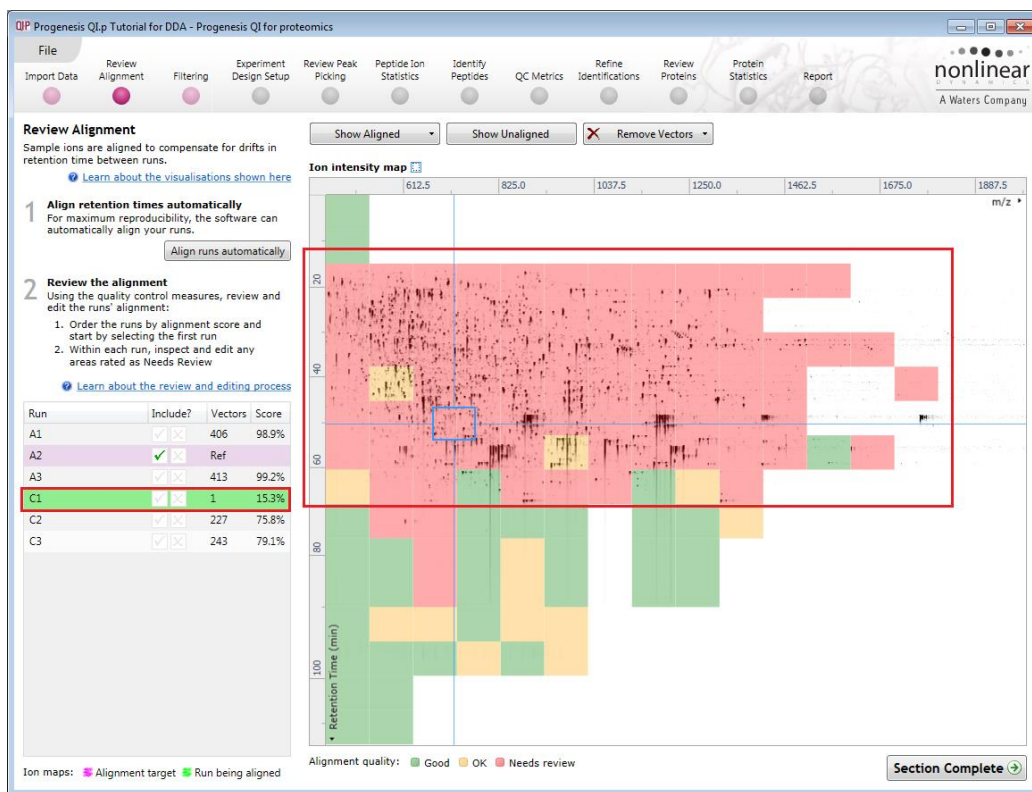 QIP Progenesis QI.p Tutorial for DDA - Progenesis QI for proteomics
File
Import Data
Review Alignment
Filtering
Experiment Design Setup
Review Peak Picking
Peptide Ion Statistics
Identify Peptides
QC Metrics
Refine Identifications
Review Proteins
Protein Statistics
Report
nonlinear
DYNAMICS
A Waters Company
Review Alignment
Sample ions are aligned to compensate for drifts in
retention time between runs.
Learn about the visualisations shown here
1 Align retention times automatically
For maximum reproducibility, the software can
automatically align your runs.
Align runs automatically
2 Review the alignment
Using the quality control measures, review and
edit the runs' alignment:
1. Order the runs by alignment score and
start by selecting the first run
2. Within each run, inspect and edit any
areas rated as Needs Review
Learn about the review and editing process
Run Include? Vectors Score
A1 406 98.9%
A2 Ref
A3 413 99.2%
C1 1 15.3%
C2 227 75.8%
C3 243 79.1%
Ion maps: Alignment target Run being aligned
Show Aligned Show Unaligned Remove Vectors
Ion intensity map
612.5 825.0 1037.5 1250.0 1462.5 1675.0 1887.5
m/z
20
40
60
80
100
Retention Time (min)
Alignment quality: Good OK Needs review
Section Complete